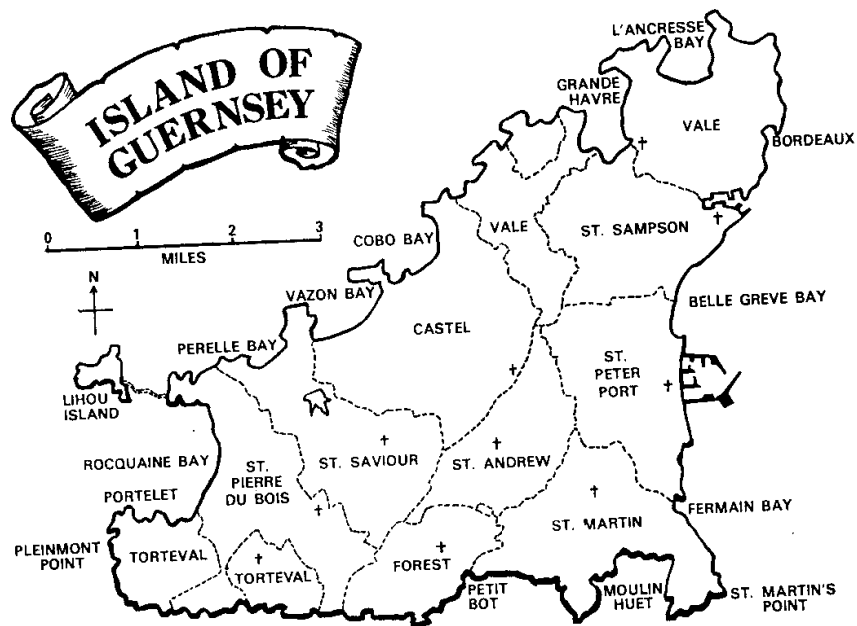 ISLAND OF
GUERNSEY
L'ANCRESSE
BAY
GRANDE
HAVRE
VALE
BORDEAUX
0 1 2 3
MILES
N
COBO BAY
VALE
ST. SAMPSON
VAZON BAY
BELLE GREVE BAY
PERELLE BAY
CASTEL
ST.
PETER
PORT
LIHOU
ISLAND
ROCQUAINE BAY
ST.
PIERRE
DU BOIS
ST. SAVIOUR
ST. ANDREW
PORTELET
FERMAIN BAY
ST. MARTIN
PLEINMONT
POINT
TORTEVAL
TORTEVAL
FOREST
PETIT
BOT
MOULIN
HUET
ST. MARTIN'S
POINT